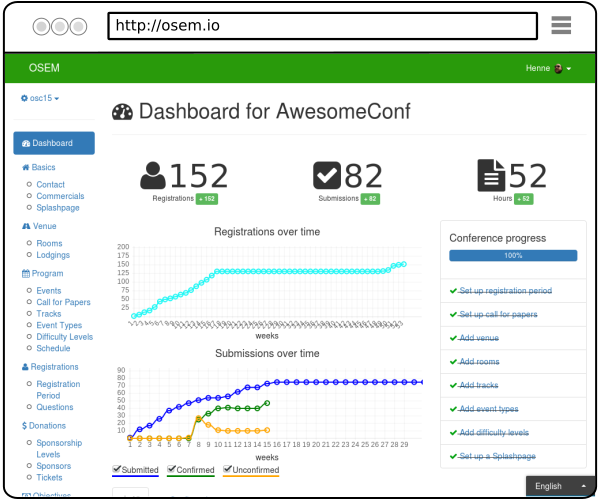 http://osem.io
OSEM
Henne
osc15
Dashboard for AwesomeConf
Dashboard
Basics
Contact
Commercials
Splashpage
Venue
Rooms
Lodgings
Program
Events
Call for Papers
Tracks
Event Types
Difficulty Levels
Schedule
Registrations
Registration
Period
Questions
$ Donations
Sponsorship
Levels
Sponsors
Tickets
Objectives
152
Registrations + 152
82
Submissions + 82
52
Hours + 52
Registrations over time
200
175
150
125
100
75
50
25
weeks
Submissions over time
90
80
70
60
50
40
30
20
10
1 2 3 4 5 6 7 8 9 10 11 12 13 14 15 16 17 18 19 20 21 22 23 24 25 26 27 28 29
weeks
Submitted Confirmed Unconfirmed
Conference progress
100%
Set up registration period
Set up call for papers
Add venue
Add rooms
Add tracks
Add event types
Add difficulty levels
Set up a Splashpage
English